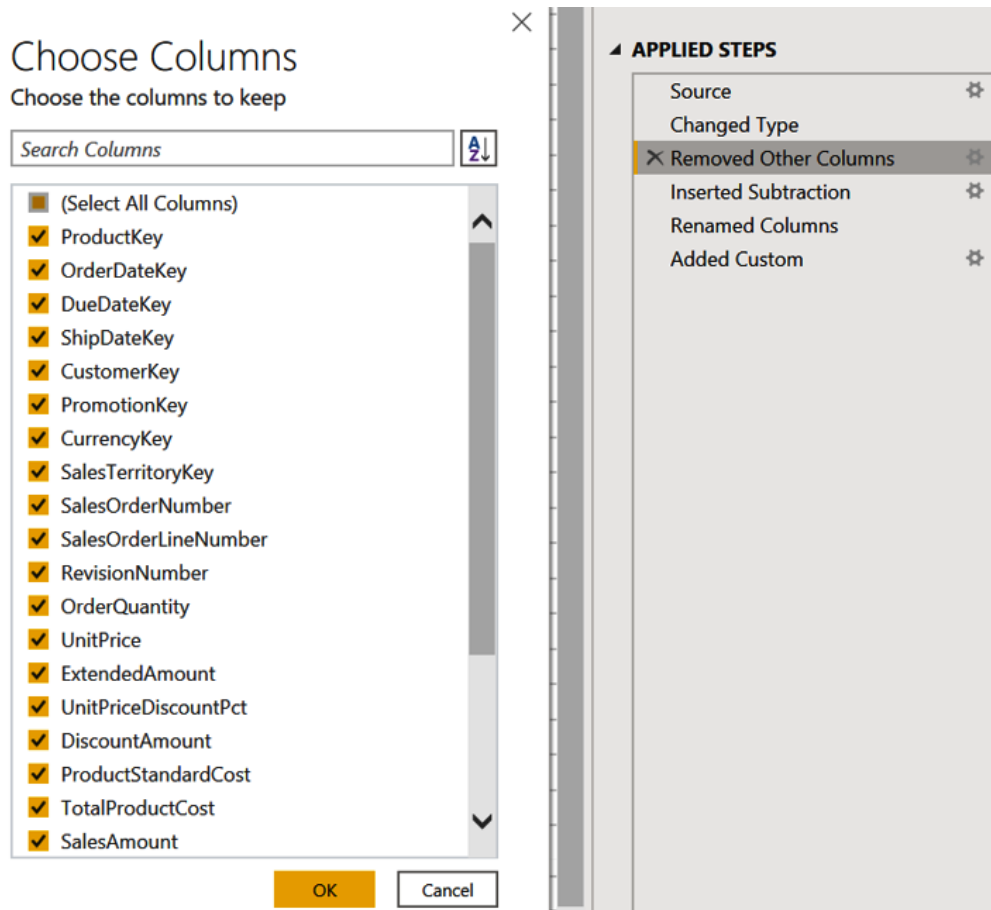 Choose Columns
Choose the columns to keep
Search Columns
A
Z
(Select All Columns)
ProductKey
OrderDateKey
DueDateKey
ShipDateKey
CustomerKey
PromotionKey
CurrencyKey
SalesTerritoryKey
SalesOrderNumber
SalesOrderLineNumber
RevisionNumber
OrderQuantity
UnitPrice
ExtendedAmount
UnitPriceDiscountPct
DiscountAmount
ProductStandardCost
TotalProductCost
SalesAmount
OK
Cancel
APPLIED STEPS
Source
Changed Type
Removed Other Columns
Inserted Subtraction
Renamed Columns
Added Custom